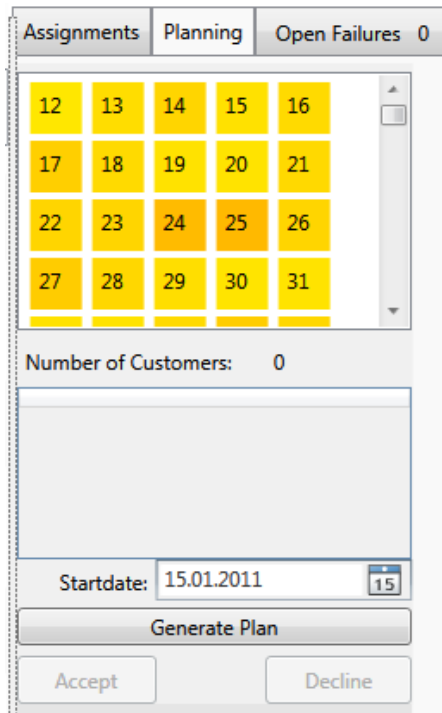 Assignments Planning Open Failures 0
12 13 14 15 16
17 18 19 20 21
22 23 24 25 26
27 28 29 30 31
Number of Customers: 0
Startdate: 15.01.2011 15
Generate Plan
Accept Decline